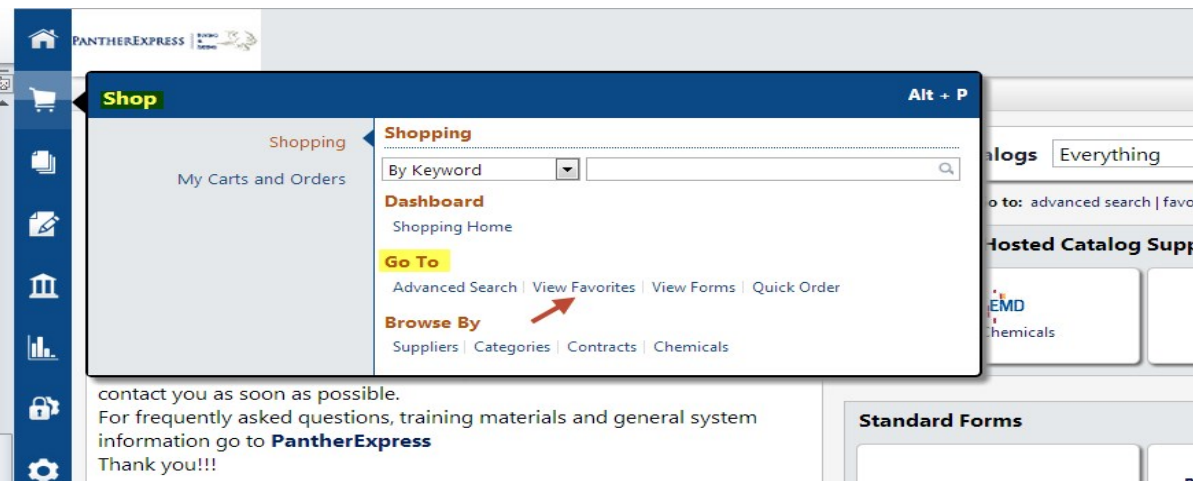 PANTHEREXPRESS
Shop
Alt + P
Shopping
My Carts and Orders
Shopping
By Keyword
Dashboard
Shopping Home
Go To
Advanced Search | View Favorites | View Forms | Quick Order
Browse By
Suppliers | Categories | Contracts | Chemicals
alogs Everything
o to: advanced search | favo
Hosted Catalog Supp
EMD
Chemicals
contact you as soon as possible.
For frequently asked questions, training materials and general system
information go to PantherExpress
Thank you!!!
Standard Forms